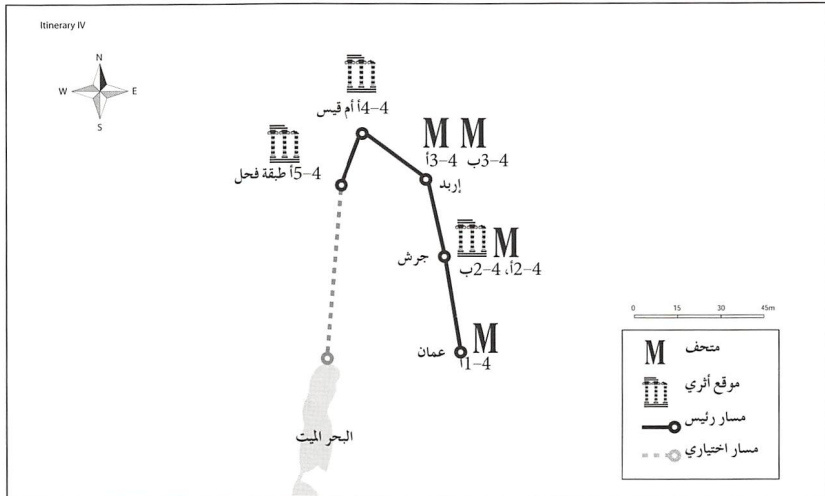 Itinerary IV
N
W E
S
4–4أ أم قيس
M M
4–3أ 4–3ب
4–5أ طبقة فحل
إربد
M
جرش
4–2أ، 4–2ب
M
عمان
4–1أ
البحر الميت
0 15 30 45m
M متحف
موقع أثري
مسار رئيس
مسار اختياري